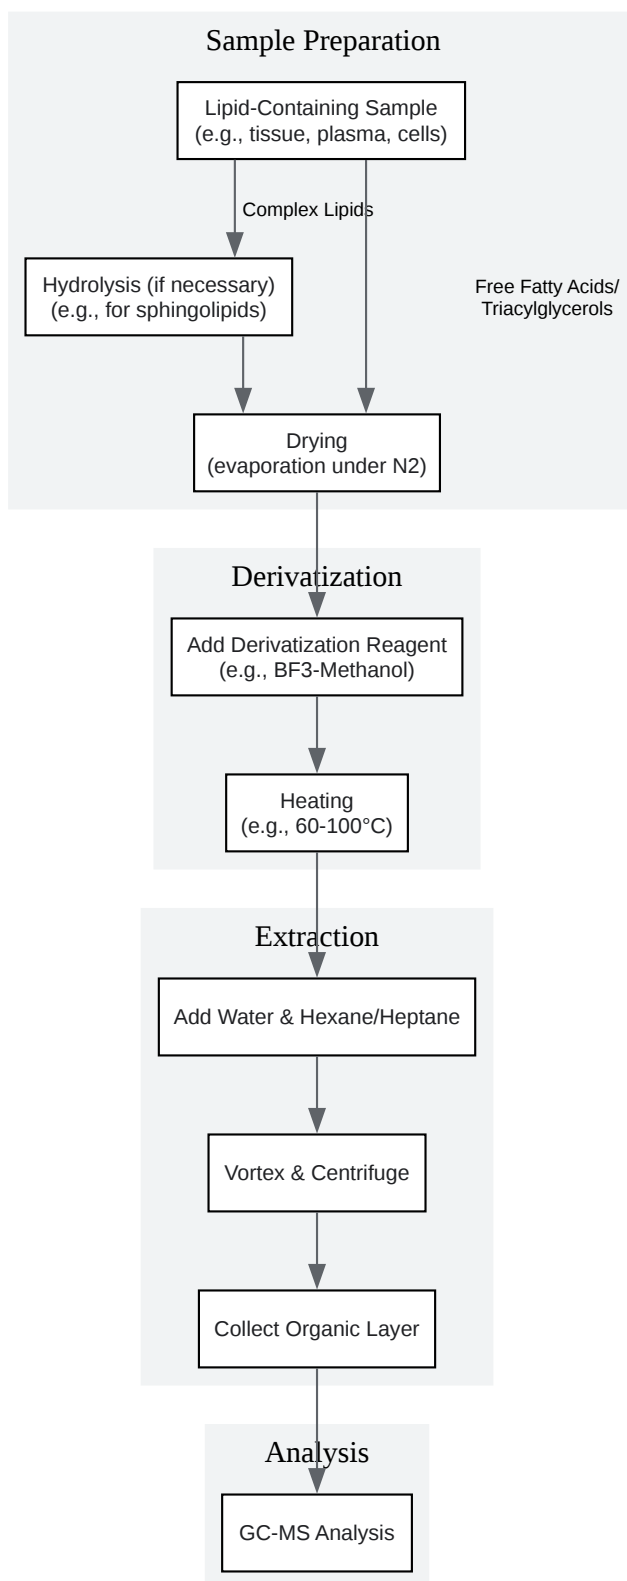 Sample Preparation
Lipid-Containing Sample
(e.g., tissue, plasma, cells)
Complex Lipids
Hydrolysis (if necessary)
(e.g., for sphingolipids)
Free Fatty Acids/
Triacylglycerols
Drying
(evaporation under N2)
Derivatization
Add Derivatization Reagent
(e.g., BF3-Methanol)
Heating
(e.g., 60-100°C)
Extraction
Add Water & Hexane/Heptane
Vortex & Centrifuge
Collect Organic Layer
Analysis
GC-MS Analysis